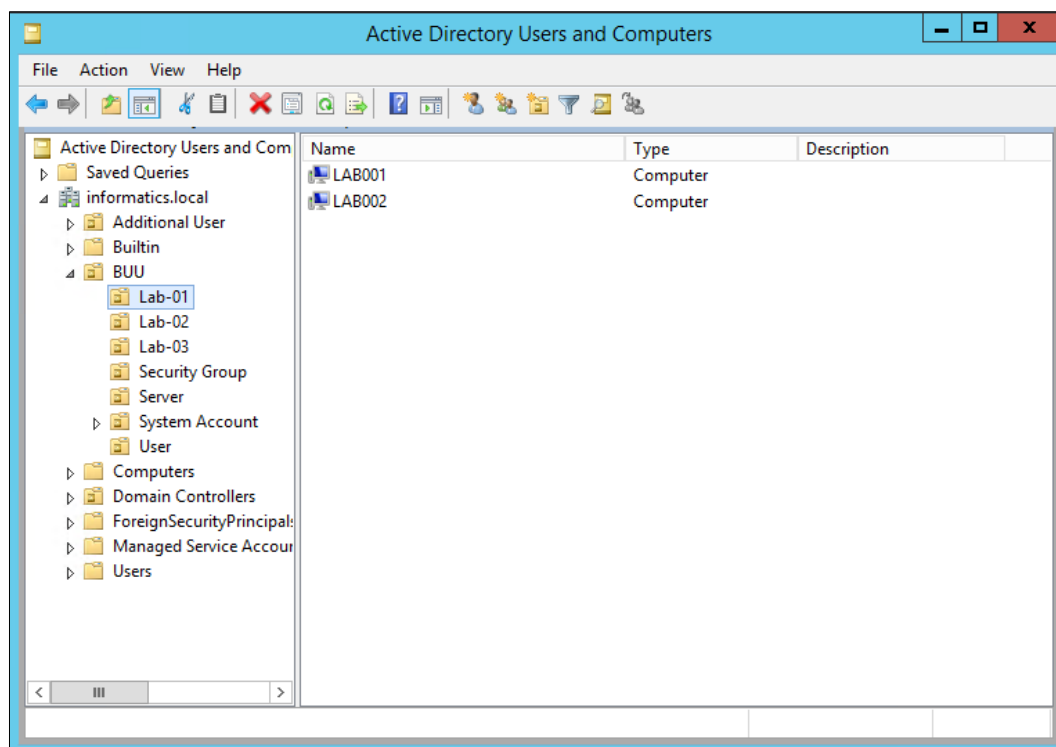 Active Directory Users and Computers
File Action View Help
Active Directory Users and Com
Saved Queries
informatics.local
Additional User
Builtin
BUU
Lab-01
Lab-02
Lab-03
Security Group
Server
System Account
User
Computers
Domain Controllers
ForeignSecurityPrincipals
Managed Service Accour
Users
Name Type Description
LAB001 Computer
LAB002 Computer